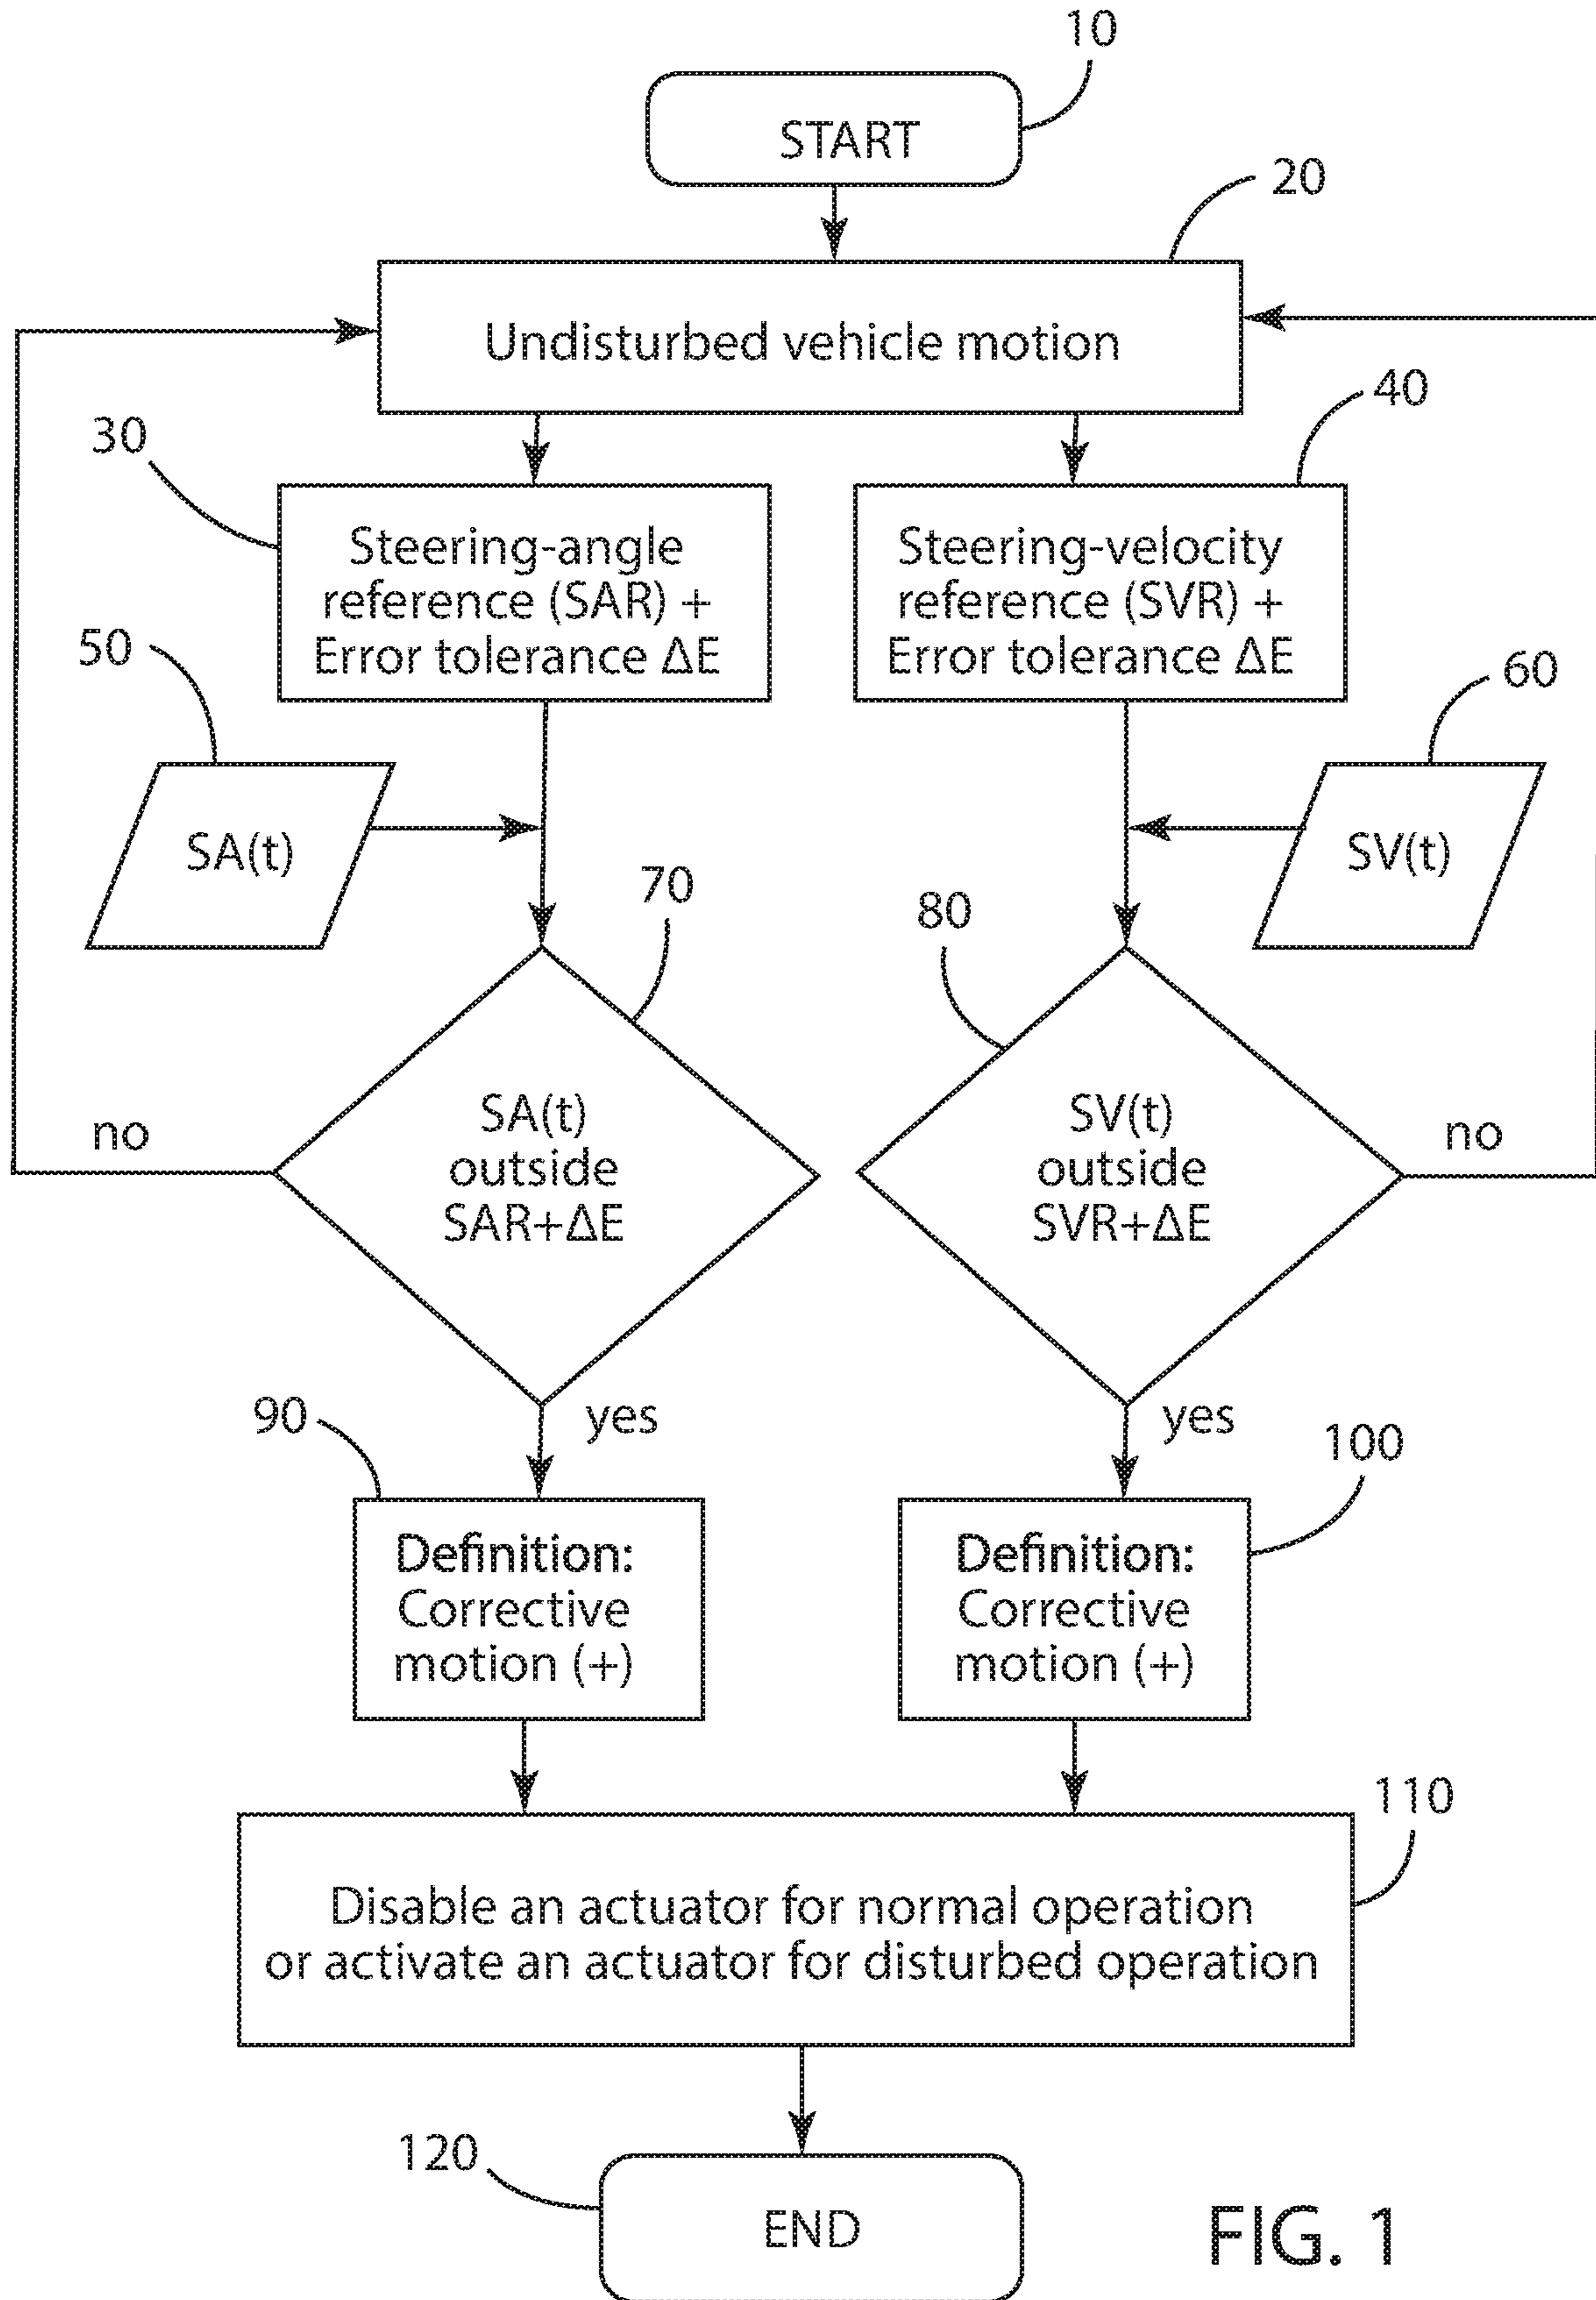 10
START
20
Undisturbed vehicle motion
30
40
Steering-angle
reference (SAR) +
Error tolerance ΔE
Steering-velocity
reference (SVR) +
Error tolerance ΔE
50
60
SA(t)
SV(t)
70
80
SA(t)
outside
SAR+ΔE
SV(t)
outside
SVR+ΔE
no
no
yes
yes
90
100
Definition:
Corrective
motion (+)
Definition:
Corrective
motion (+)
110
Disable an actuator for normal operation
or activate an actuator for disturbed operation
120
END
FIG. 1